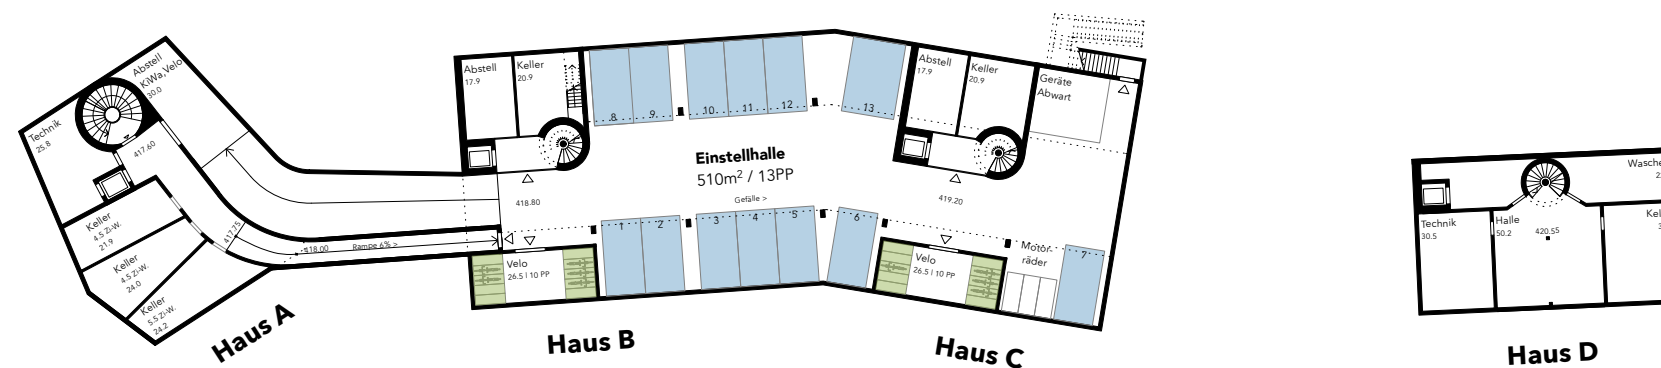 Abstell
KiWa, Velo
30.0
Technik
25.8
417.60
Keller
4.5 Zi-W.
21.9
Keller
4.5 Zi-W.
24.0
Keller
5.5 Zi-W.
24.2
417.75
418.00
Rampe 6% >
Haus A
Abstell
17.9
Keller
20.9
418.80
Velo
26.5 | 10 PP
Haus B
8
9
10
11
12
13
Einstellhalle
510m² / 13PP
Gefälle >
1
2
3
4
5
6
7
Abstell
17.9
Keller
20.9
Geräte
Abwart
419.20
Velo
26.5 | 10 PP
Motor-
räder
Haus C
Technik
30.5
Halle
50.2
420.55
Haus D